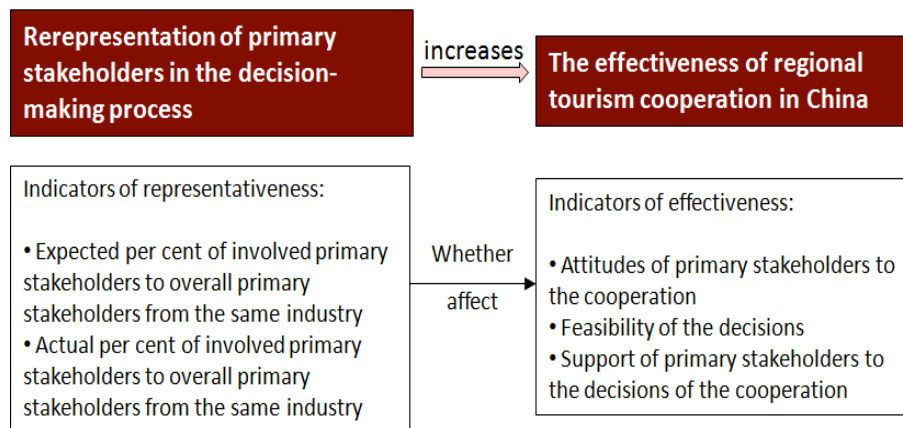 Rerepresentation of primary
stakeholders in the decision-
making process
increases
The effectiveness of regional
tourism cooperation in China
Indicators of representativeness:
• Expected per cent of involved primary
stakeholders to overall primary
stakeholders from the same industry
• Actual per cent of involved primary
stakeholders to overall primary
stakeholders from the same industry
Whether
affect
Indicators of effectiveness:
• Attitudes of primary stakeholders to
the cooperation
• Feasibility of the decisions
• Support of primary stakeholders to
the decisions of the cooperation